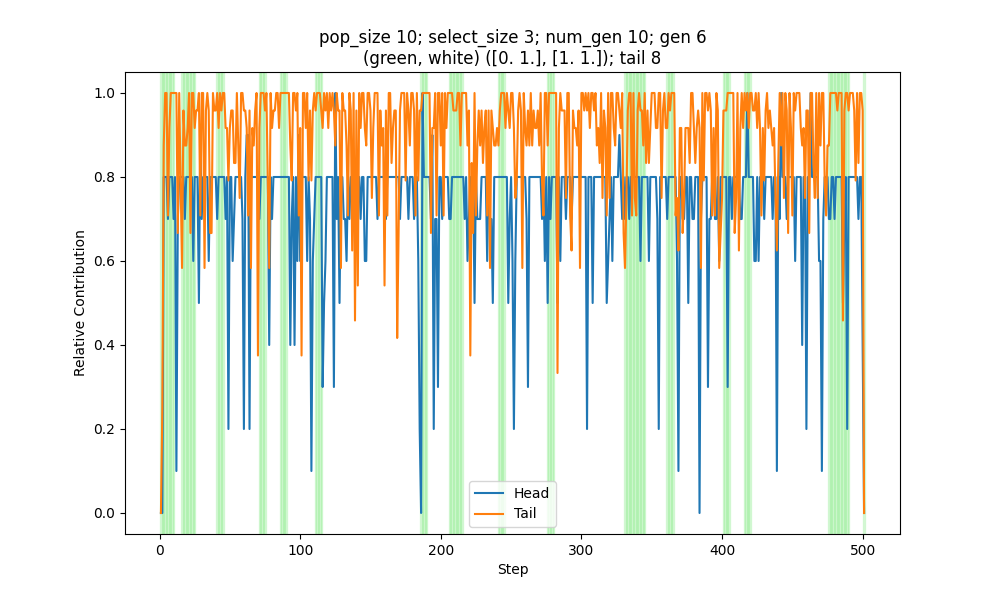 pop_size 10; select_size 3; num_gen 10; gen 6
(green, white) ([0. 1.], [1. 1.]); tail 8
1.0
0.8
0.6
0.4
0.2
0.0
Relative Contribution
Head
Tail
0
100
200
300
400
500
Step